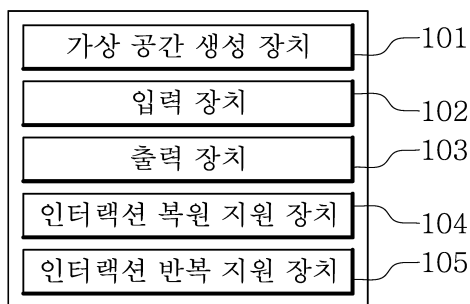 가상 공간 생성 장치 101
입력 장치 102
출력 장치 103
인터랙션 복원 지원 장치 104
인터랙션 반복 지원 장치 105